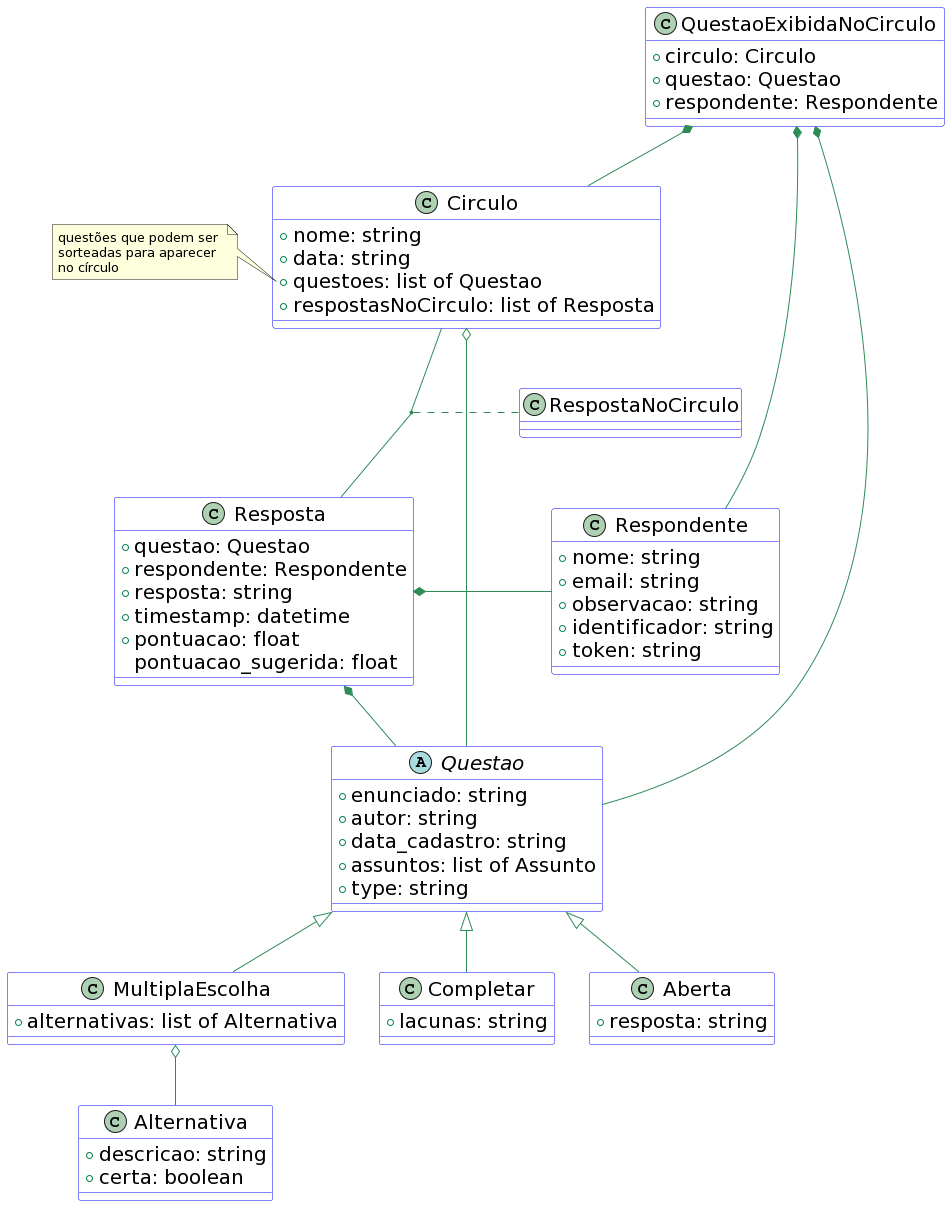 C QuestaoExibidaNoCirculo
circulo: Circulo
questao: Questao
respondente: Respondente
C Circulo
nome: string
data: string
questoes: list of Questao
respostasNoCirculo: list of Resposta
questões que podem ser
sorteadas para aparecer
no círculo
C RespostaNoCirculo
C Resposta
questao: Questao
respondente: Respondente
resposta: string
timestamp: datetime
pontuacao: float
pontuacao_sugerida: float
C Respondente
nome: string
email: string
observacao: string
identificador: string
token: string
A Questao
enunciado: string
autor: string
data_cadastro: string
assuntos: list of Assunto
type: string
C MultiplaEscolha
alternativas: list of Alternativa
C Completar
lacunas: string
C Aberta
resposta: string
C Alternativa
descricao: string
certa: boolean